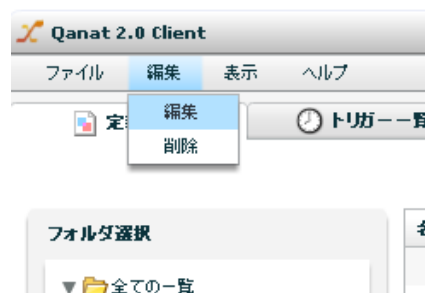 Qanat 2.0 Client
ファイル 編集 表示 ヘルプ
編集
削除
定
トリガー一覧
フォルダ選択
全ての一覧